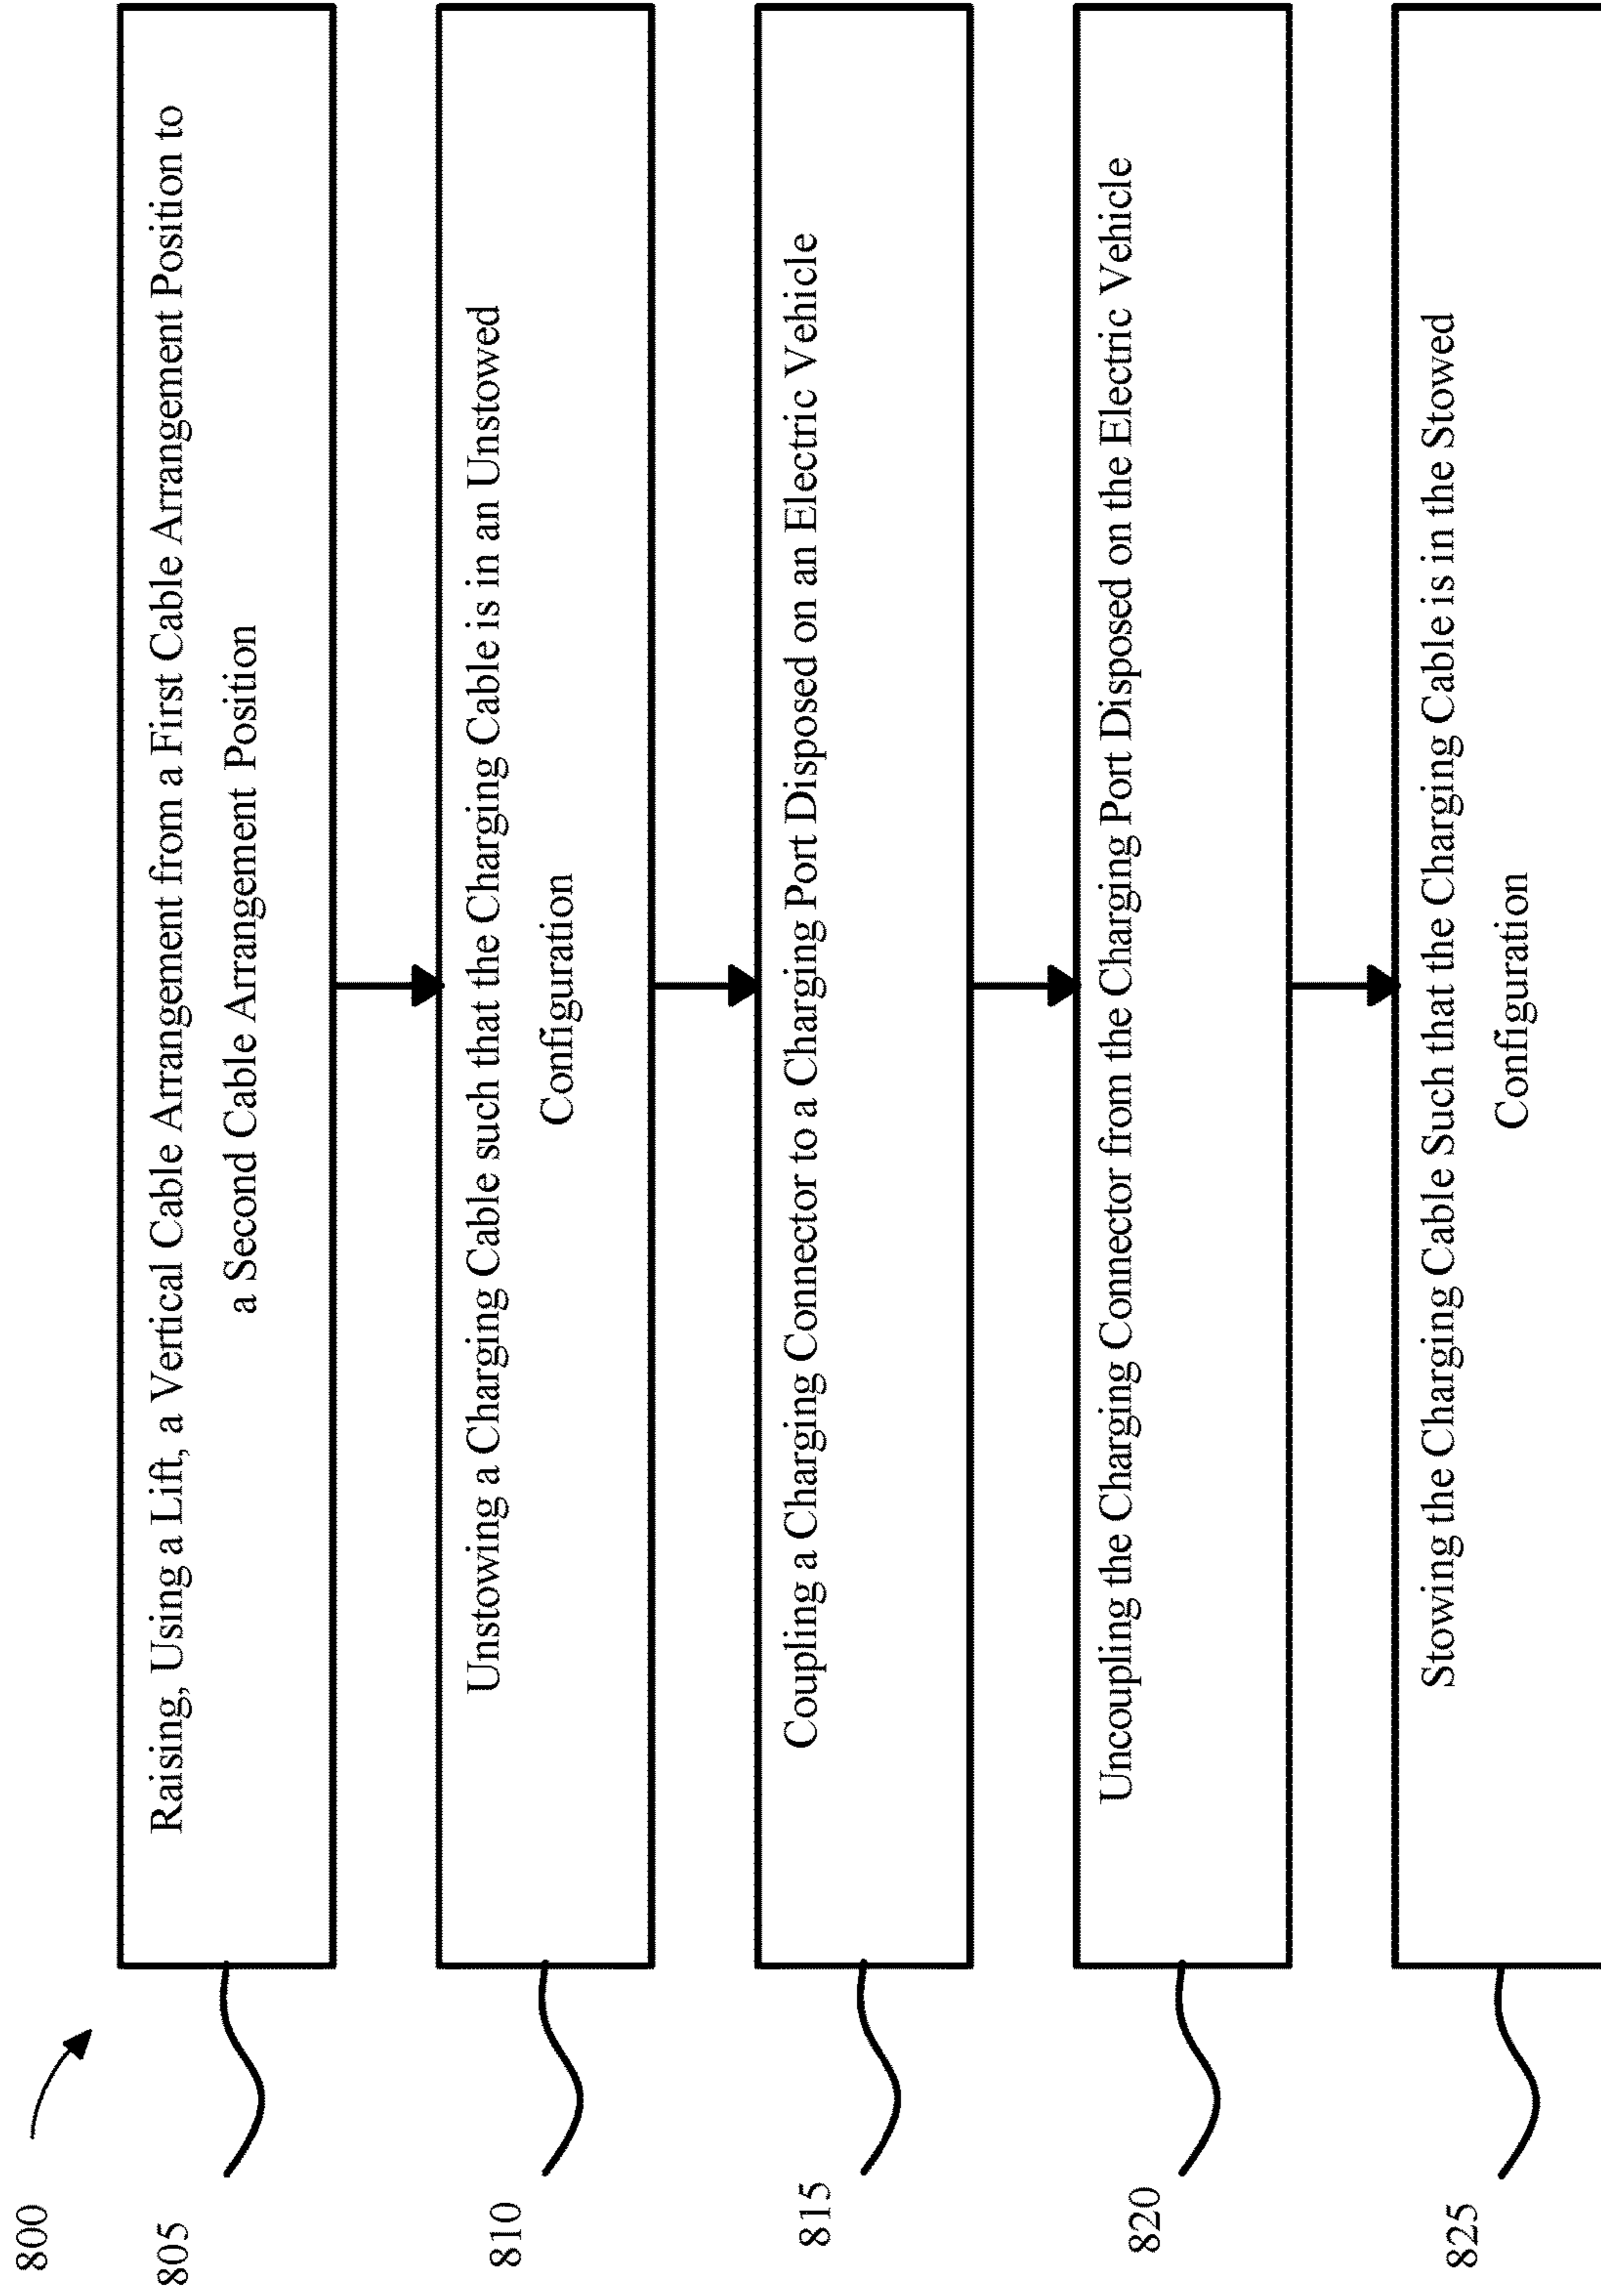 800
805
Raising, Using a Lift, a Vertical Cable Arrangement from a First Cable Arrangement Position to
a Second Cable Arrangement Position
810
Unstowing a Charging Cable such that the Charging Cable is in an Unstowed
Configuration
815
Coupling a Charging Connector to a Charging Port Disposed on an Electric Vehicle
820
Uncoupling the Charging Connector from the Charging Port Disposed on the Electric Vehicle
825
Stowing the Charging Cable Such that the Charging Cable is in the Stowed
Configuration